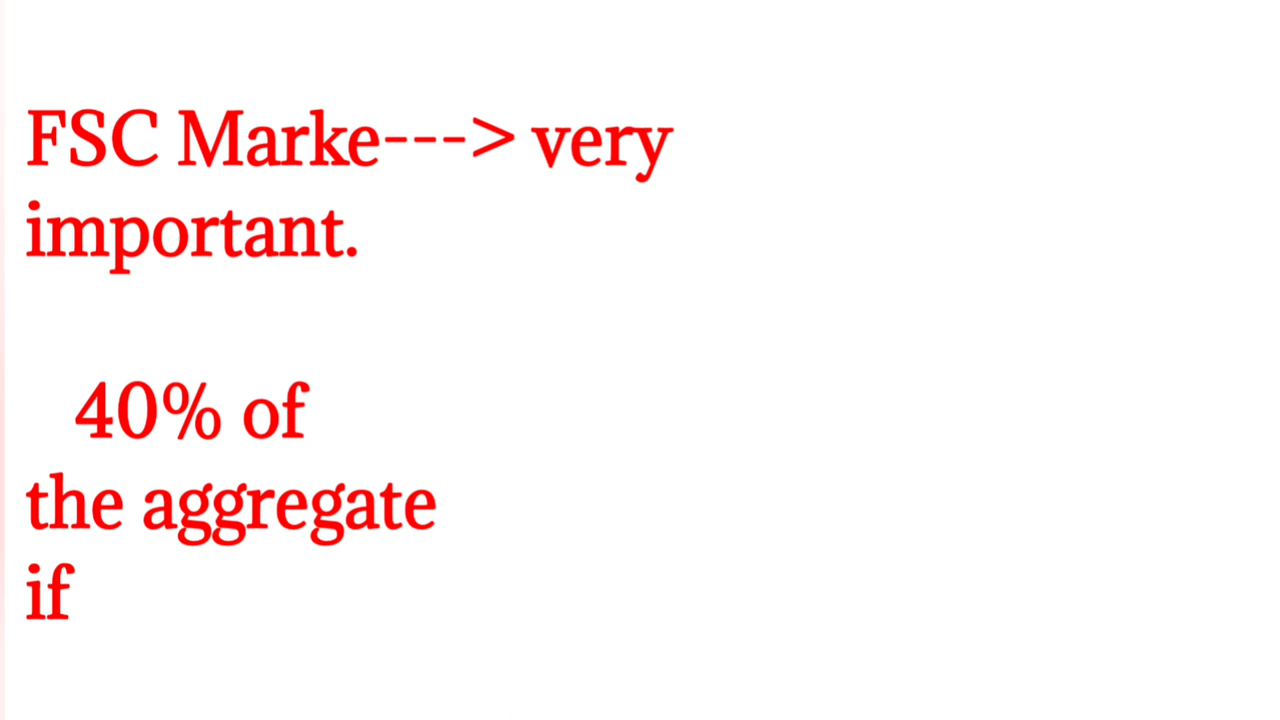 FSC Marke---> very
important.
40% of
the aggregate
if